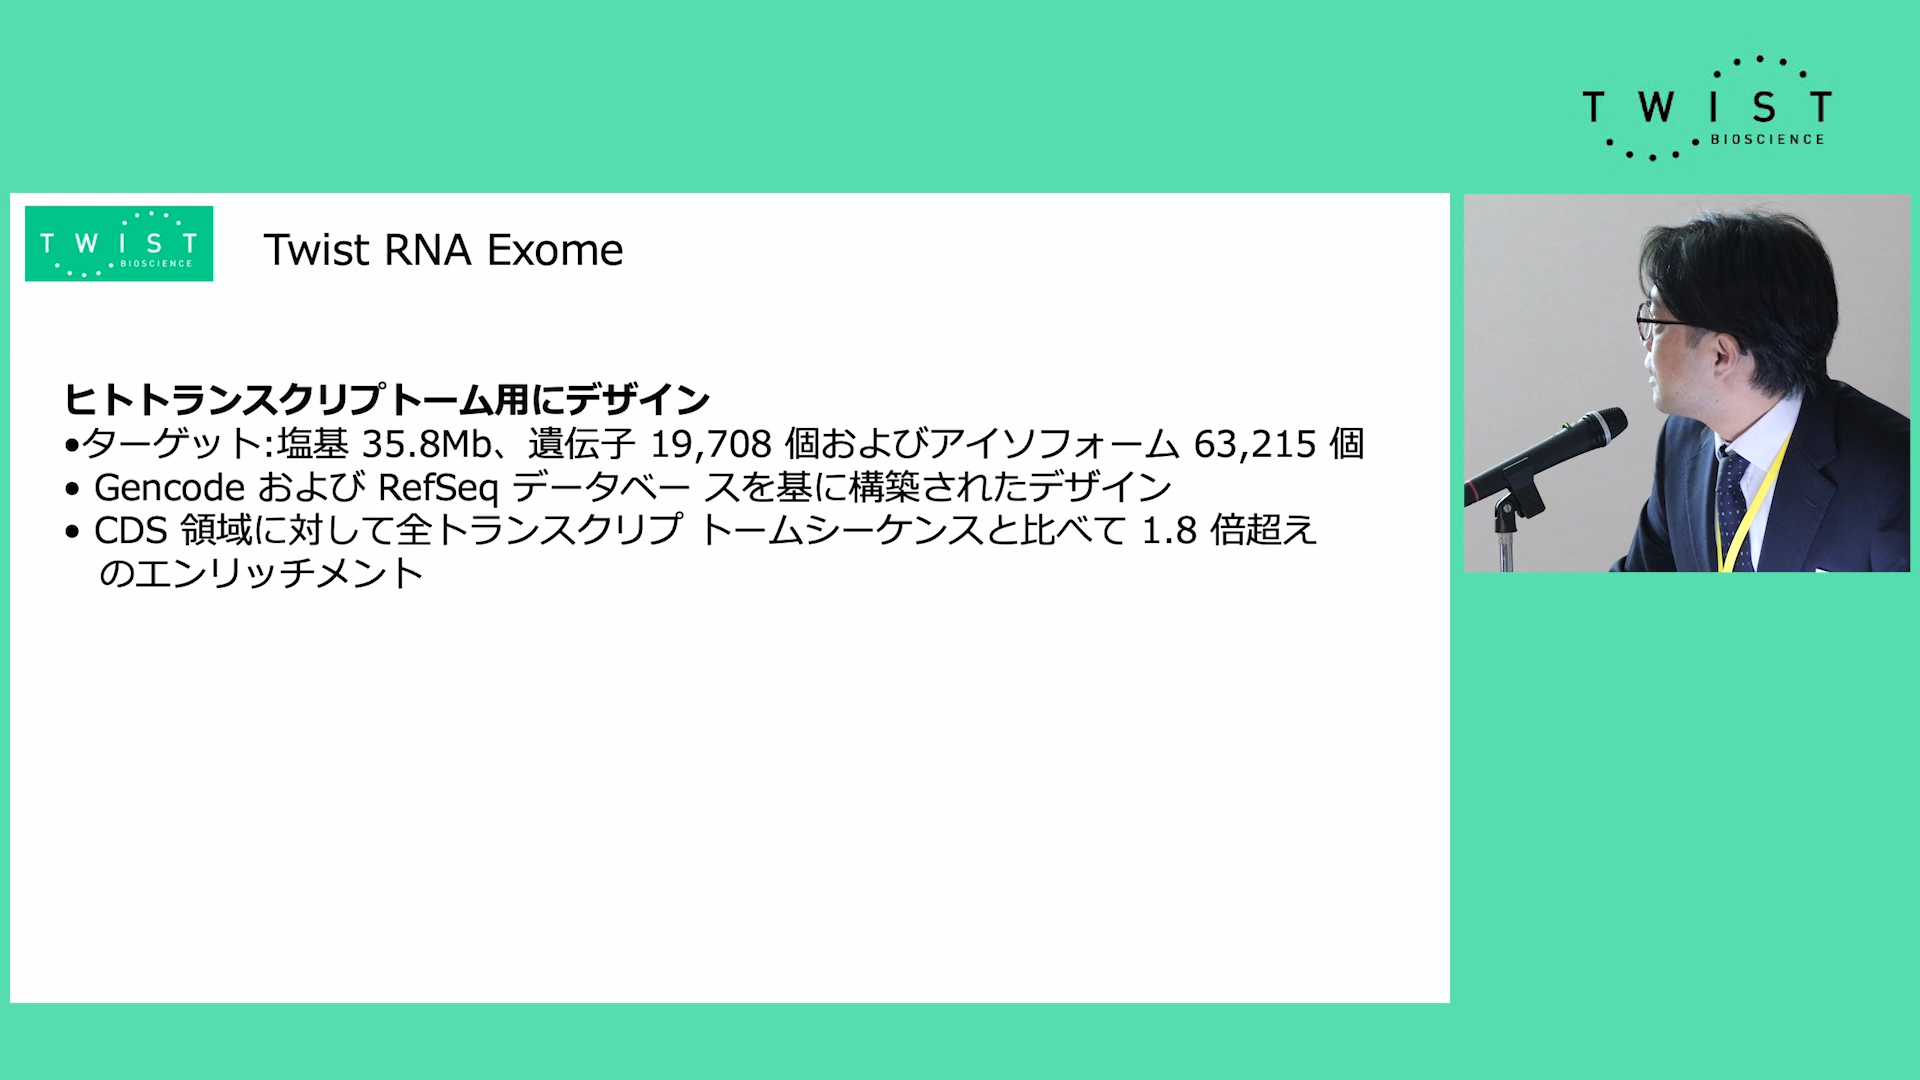 TWIST
BIOSCIENCE
TWIST
BIOSCIENCE
Twist RNA Exome
ヒトトランスクリプトーム用にデザイン
•ターゲット:塩基 35.8Mb、遺伝子 19,708 個およびアイソフォーム 63,215 個
• Gencode および RefSeq データベー スを基に構築されたデザイン
• CDS 領域に対して全トランスクリプ トームシーケンスと比べて 1.8 倍超え
のエンリッチメント